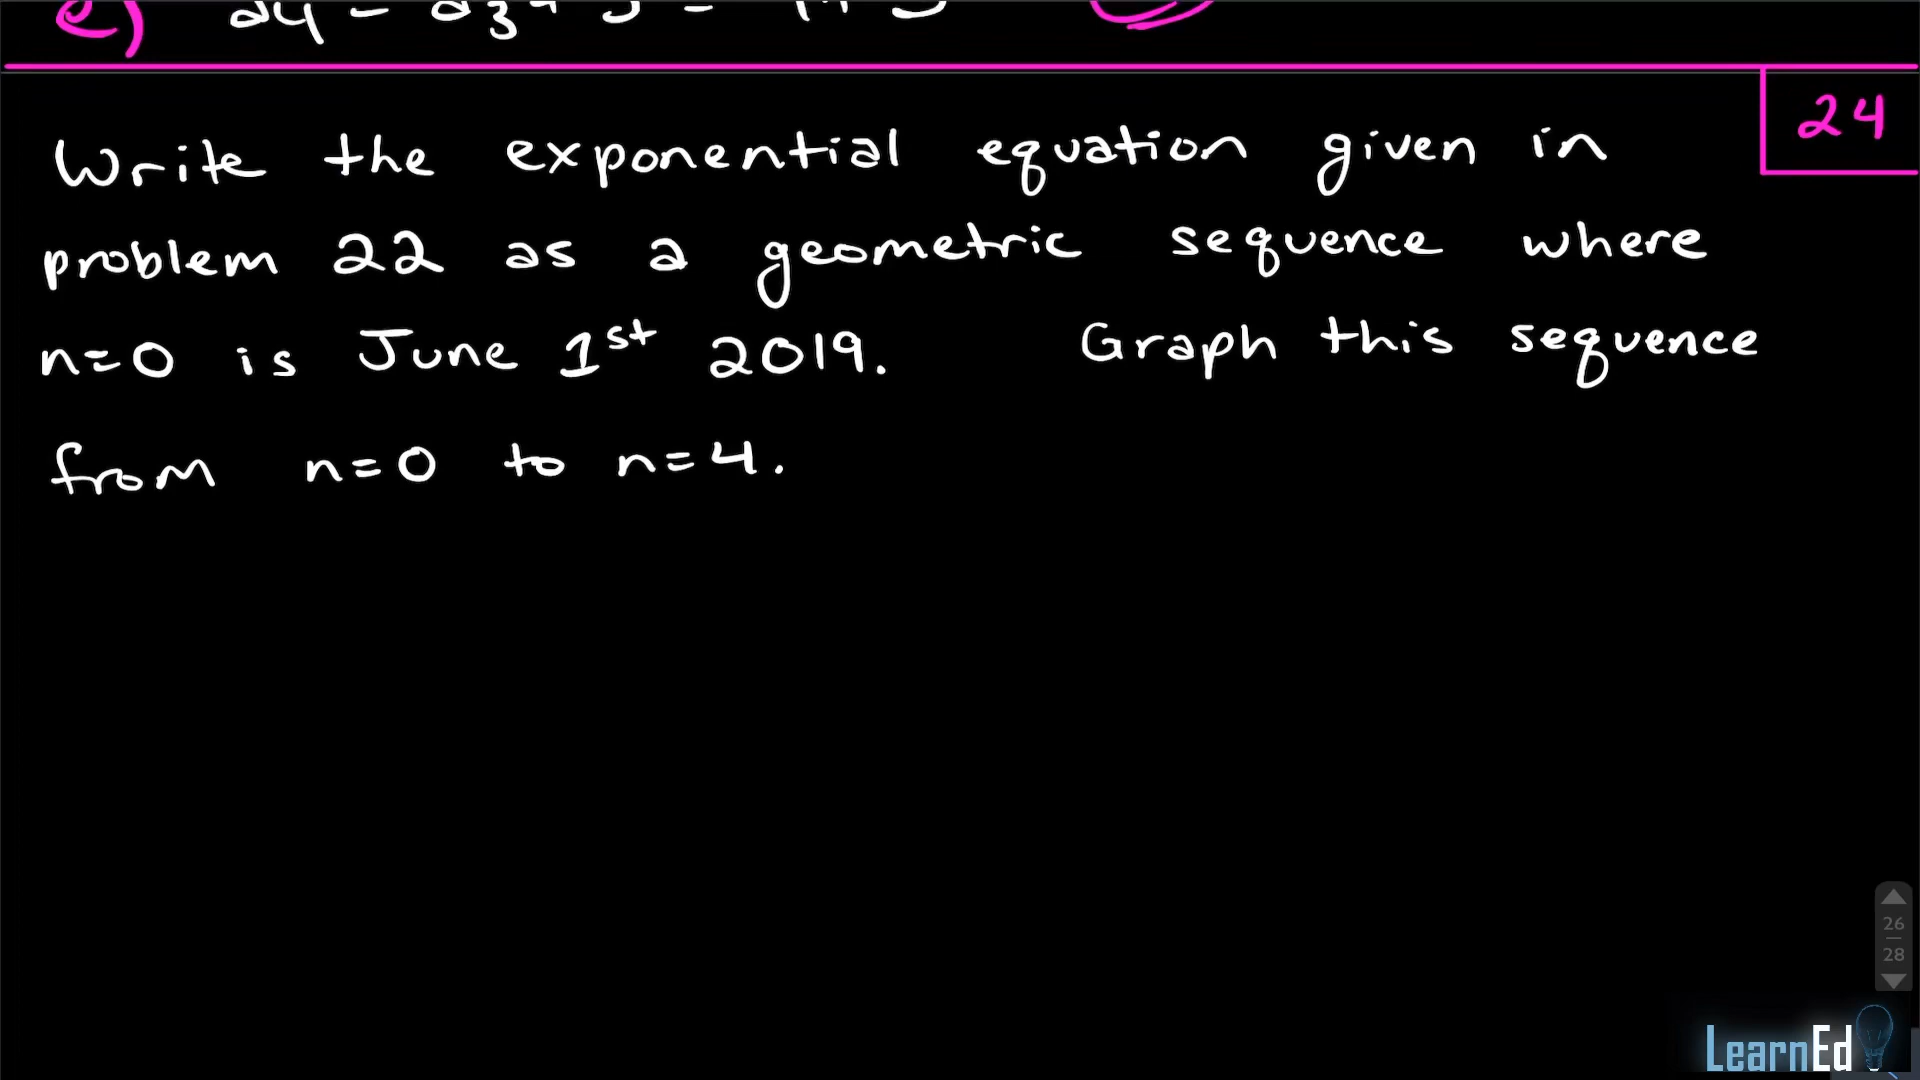 e)
24
Write the exponential equation given in
problem 22 as a geometric sequence where
n=0 is June 1st 2019. Graph this sequence
from n=0 to n=4.
26
28
LearnEd